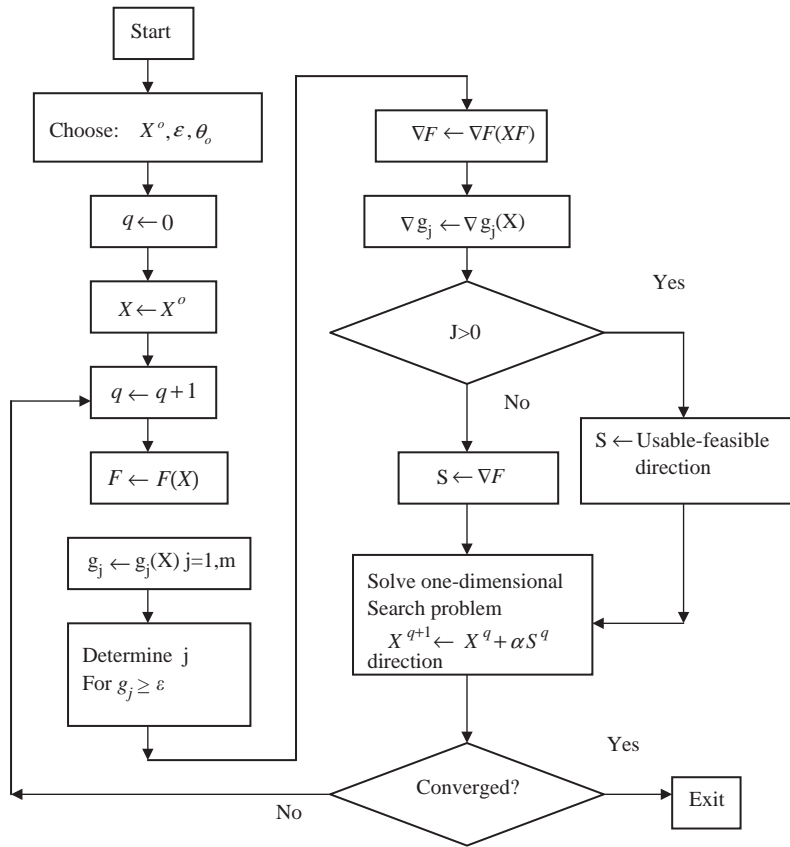 Start
Choose: X^o, ε, θ_o
q ← 0
X ← X^o
q ← q+1
F ← F(X)
g_j ← g_j(X) j=1,m
Determine j
For g_j ≥ ε
∇F ← ∇F(XF)
∇g_j ← ∇g_j(X)
J>0
Yes
No
S ← Usable-feasible
direction
S ← ∇F
Solve one-dimensional
Search problem
X^{q+1} ← X^q + αS^q
direction
Converged?
Yes
No
Exit